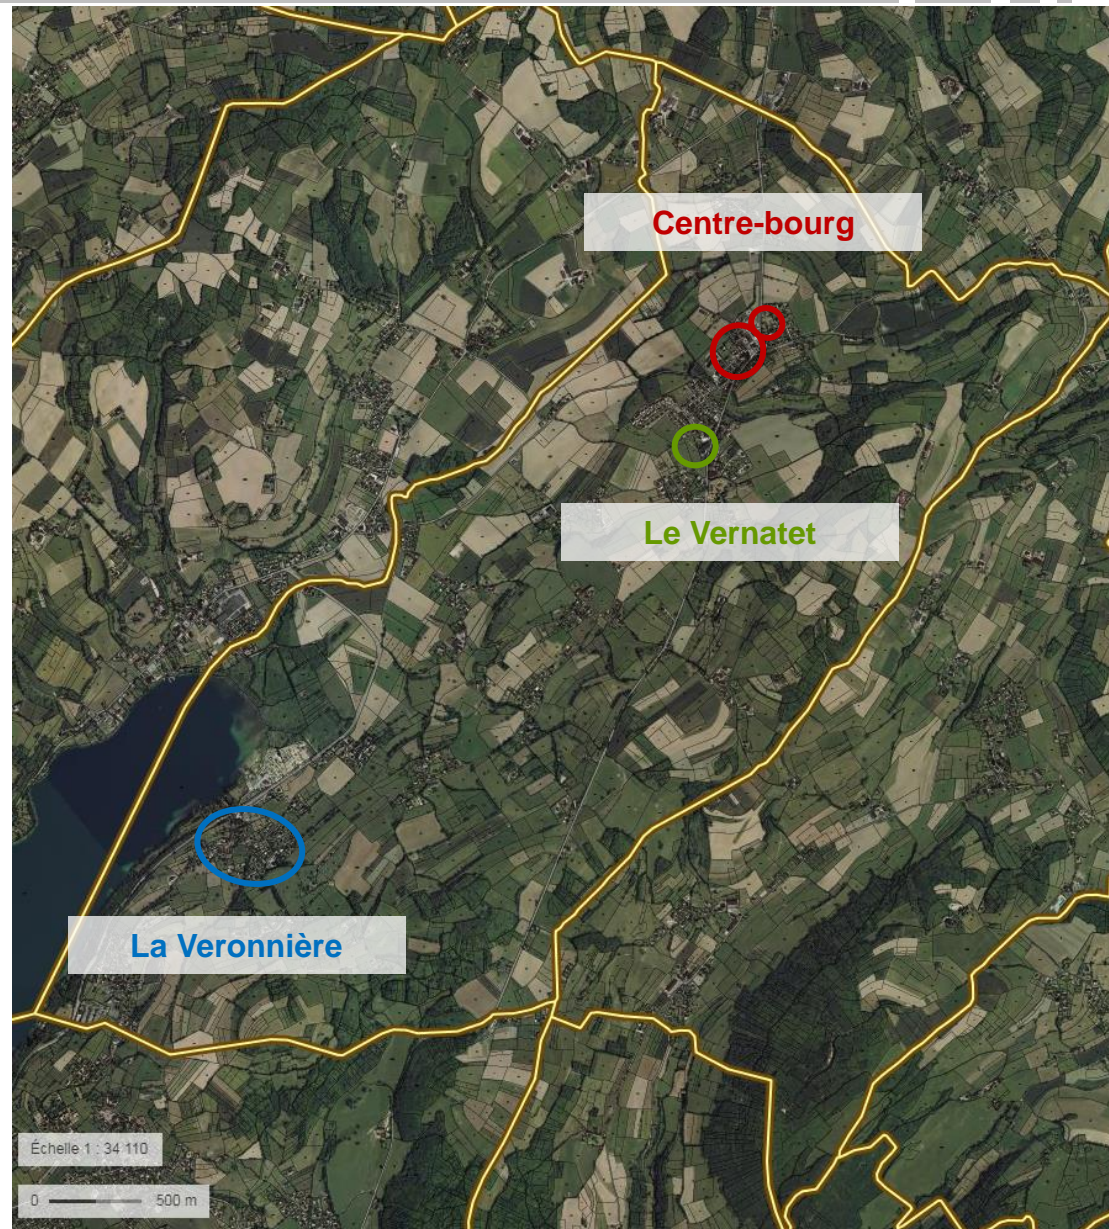 Centre-bourg
Le Vernatet
La Veronnière
Échelle 1 : 34 110
0 500 m